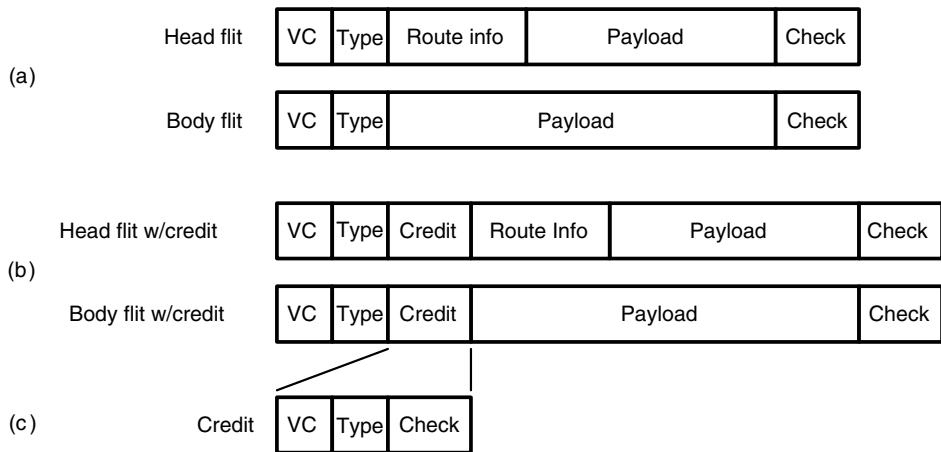 Head flit VC Type Route info Payload Check
(a)
Body flit VC Type Payload Check
Head flit w/credit VC Type Credit Route Info Payload Check
(b)
Body flit w/credit VC Type Credit Payload Check
(c) Credit VC Type Check